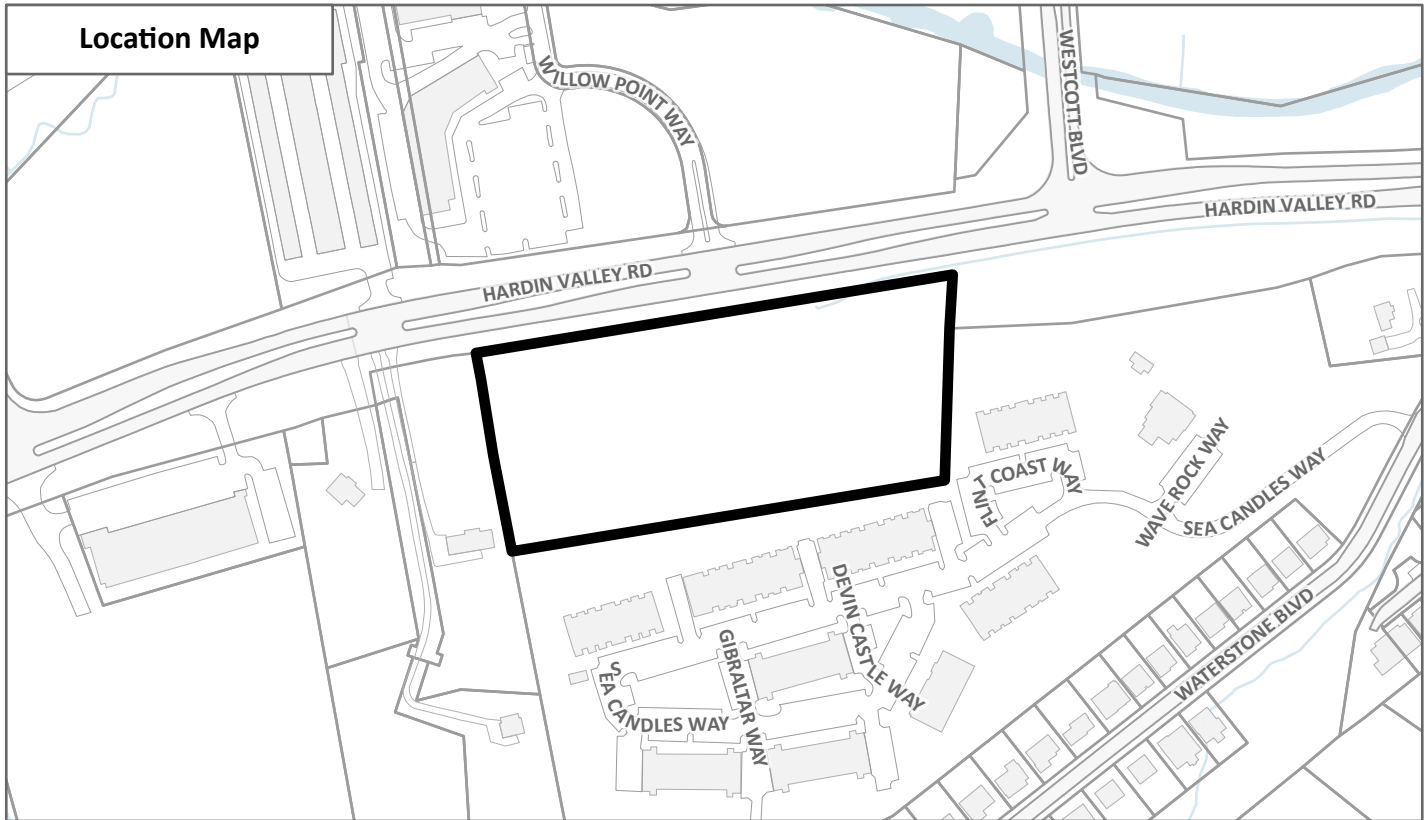 Location Map
WILLOW POINT WAY
WESTCOTT BLVD
HARDIN VALLEY RD
HARDIN VALLEY RD
FLINT COAST WAY
WAVE ROCK WAY
SEA CANDLES WAY
DEVIN CASTLE WAY
GIBRALTAR WAY
SEA CANDLES WAY
WATERSTONE BLVD